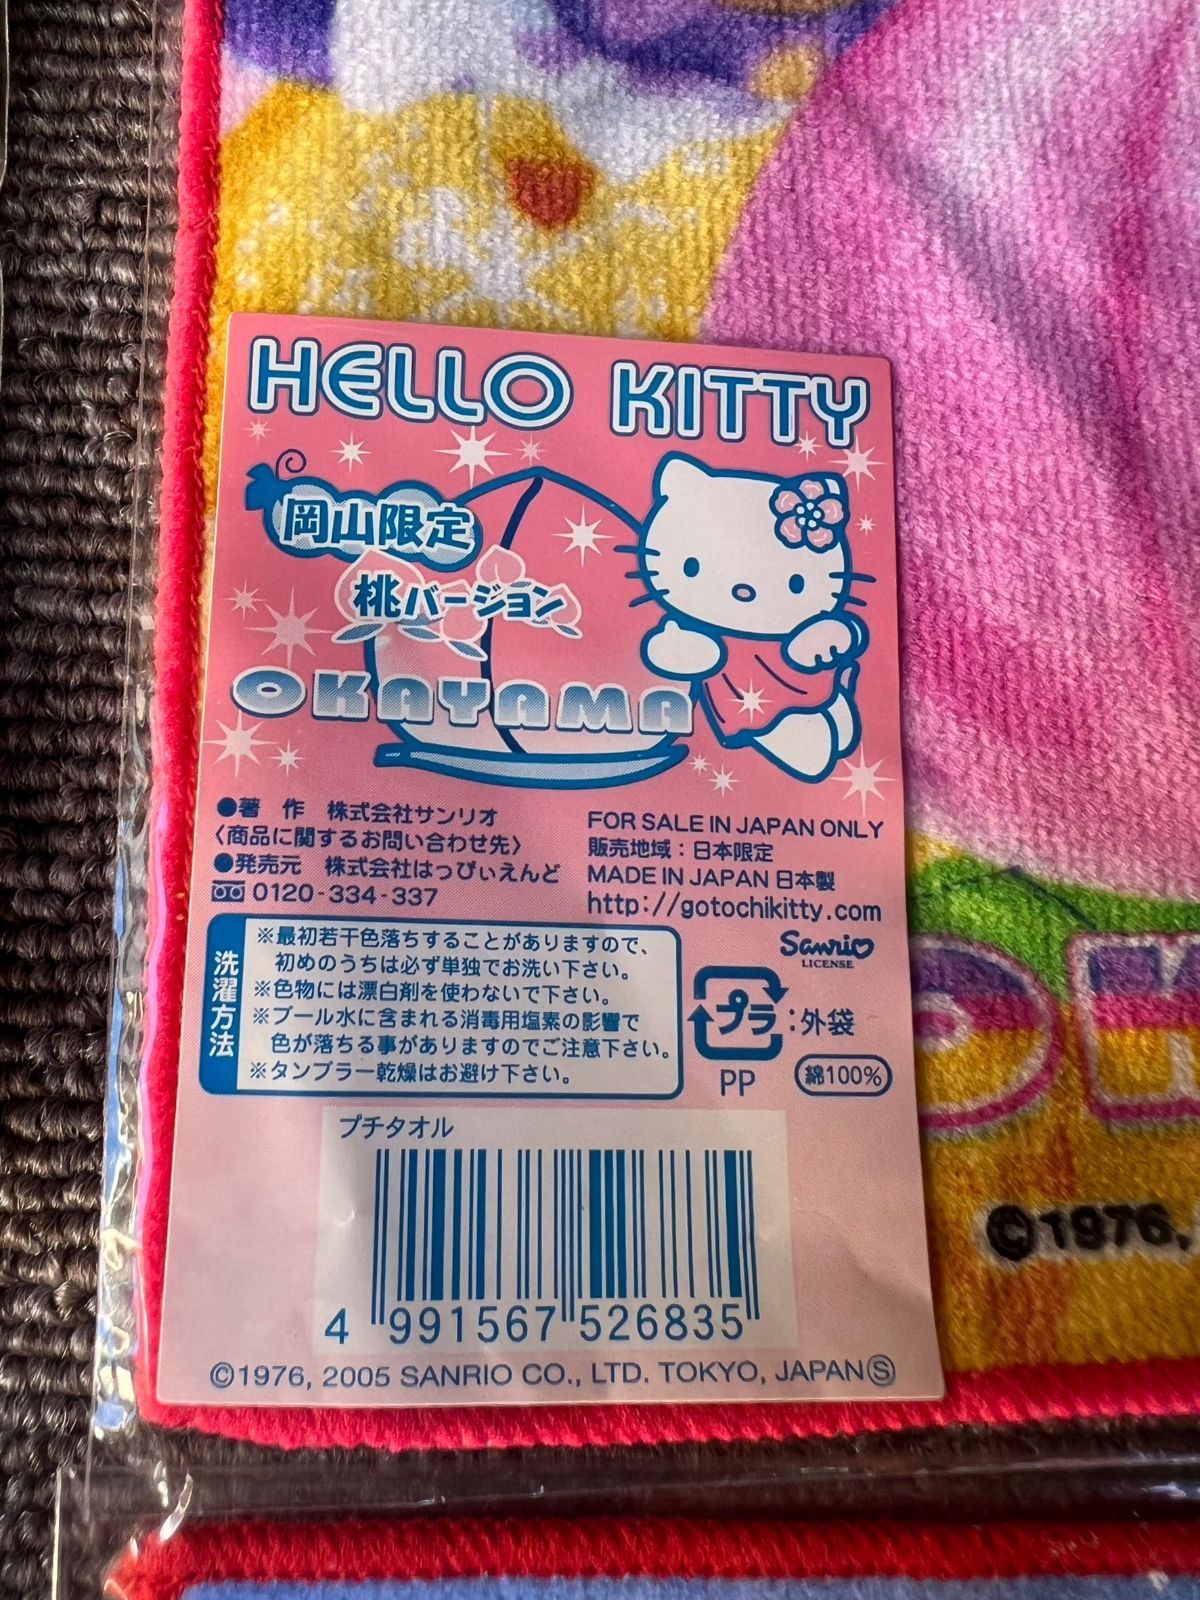 HELLO KITTY
岡山限定
桃バージョン
OKAYAMA
●著 作 株式会社サンリオ
〈商品に関するお問い合わせ先〉
●発売元 株式会社はっぴぃえんど
0120-334-337
FOR SALE IN JAPAN ONLY
販売地域：日本限定
MADE IN JAPAN 日本製
http://gotochikitty.com
Sanrio
LICENSE
洗濯方法
※最初若干色落ちすることがありますので、
初めのうちは必ず単独でお洗い下さい。
※色物には漂白剤を使わないで下さい。
※プール水に含まれる消毒用塩素の影響で
色が落ちる事がありますのでご注意下さい。
※タンブラー乾燥はお避け下さい。
プラ：外袋
PP
綿100%
プチタオル
4 991567 526835
©1976, 2005 SANRIO CO., LTD. TOKYO, JAPAN Ⓢ
©1976,